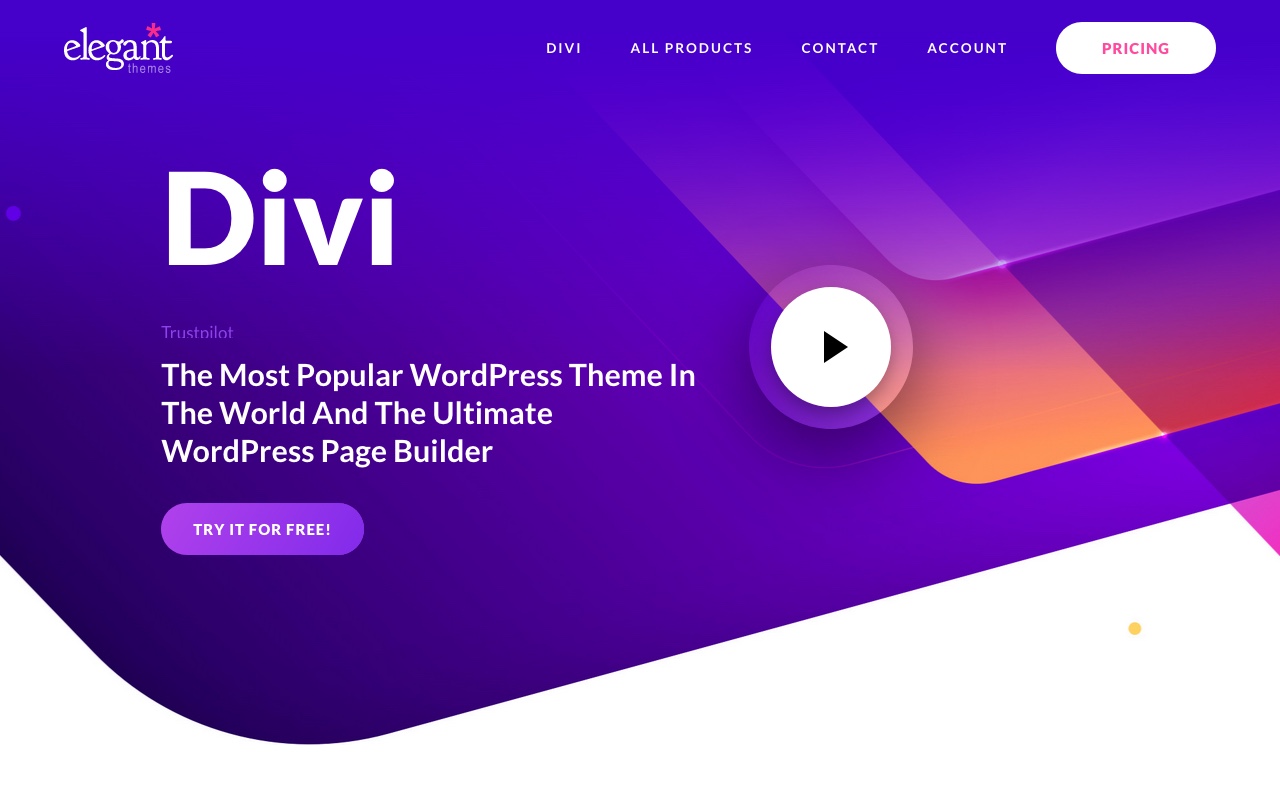 elegant
themes
DIVI
ALL PRODUCTS
CONTACT
ACCOUNT
PRICING
Divi
Trustpilot
The Most Popular WordPress Theme In
The World And The Ultimate
WordPress Page Builder
TRY IT FOR FREE!